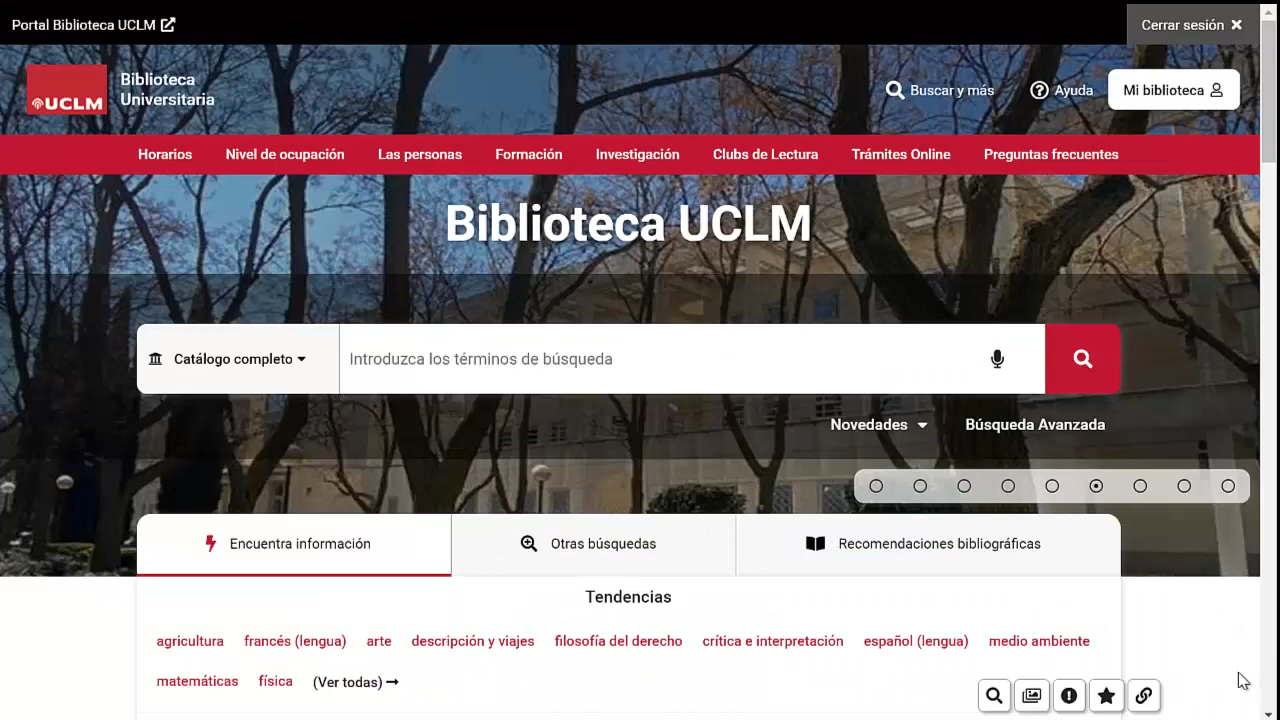 Portal Biblioteca UCLM
Cerrar sesión
UCLM
Biblioteca
Universitaria
Buscar y más
Ayuda
Mi biblioteca
Horarios Nivel de ocupación Las personas Formación Investigación Clubs de Lectura Trámites Online Preguntas frecuentes
Biblioteca UCLM
Catálogo completo
Introduzca los términos de búsqueda
Novedades
Búsqueda Avanzada
Encuentra información
Otras búsquedas
Recomendaciones bibliográficas
Tendencias
agricultura francés (lengua) arte descripción y viajes filosofía del derecho crítica e interpretación español (lengua) medio ambiente
matemáticas física (Ver todas)